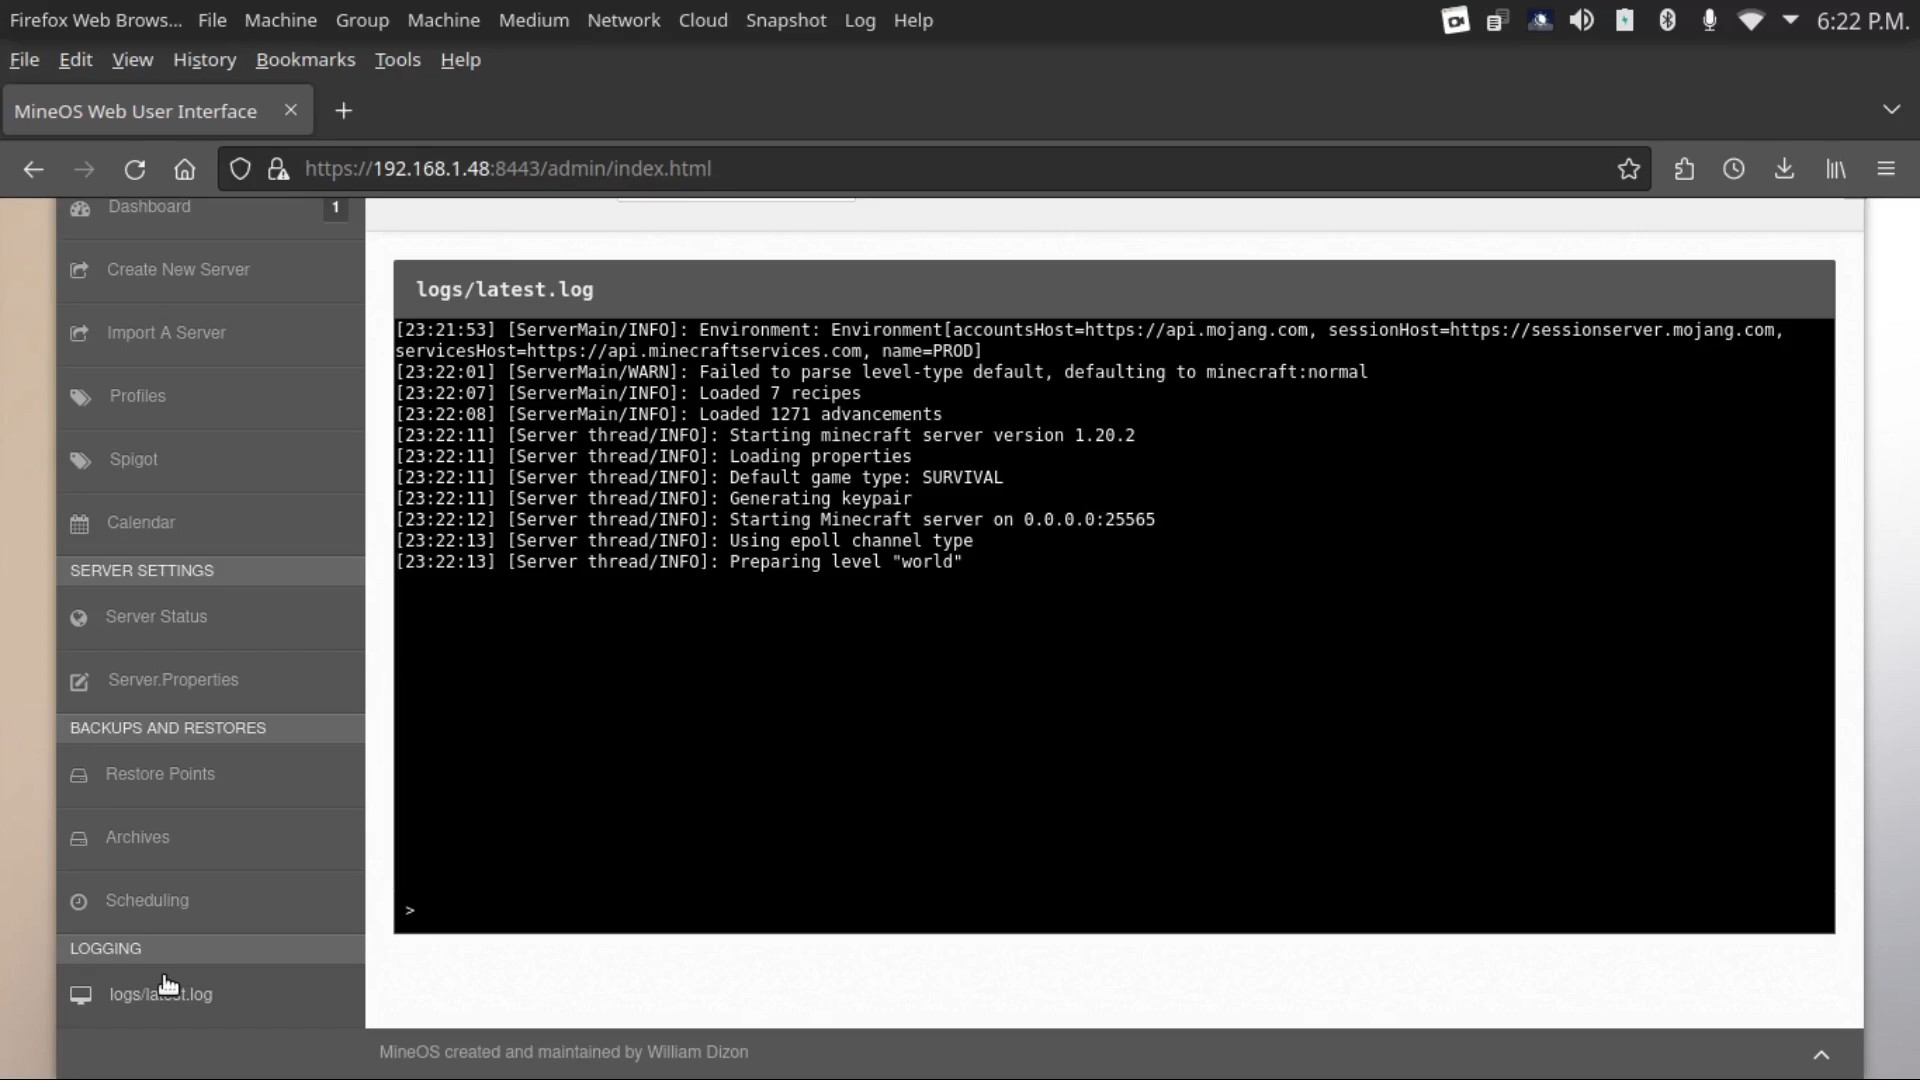 Firefox Web Brows... File Machine Group Machine Medium Network Cloud Snapshot Log Help 6:22 P.M.
File Edit View History Bookmarks Tools Help
MineOS Web User Interface
https://192.168.1.48:8443/admin/index.html
Dashboard 1
Create New Server
Import A Server
Profiles
Spigot
Calendar
SERVER SETTINGS
Server Status
Server.Properties
BACKUPS AND RESTORES
Restore Points
Archives
Scheduling
LOGGING
logs/latest.log
logs/latest.log
[23:21:53] [ServerMain/INFO]: Environment: Environment[accountsHost=https://api.mojang.com, sessionHost=https://sessionserver.mojang.com,
servicesHost=https://api.minecraftservices.com, name=PROD]
[23:22:01] [ServerMain/WARN]: Failed to parse level-type default, defaulting to minecraft:normal
[23:22:07] [ServerMain/INFO]: Loaded 7 recipes
[23:22:08] [ServerMain/INFO]: Loaded 1271 advancements
[23:22:11] [Server thread/INFO]: Starting minecraft server version 1.20.2
[23:22:11] [Server thread/INFO]: Loading properties
[23:22:11] [Server thread/INFO]: Default game type: SURVIVAL
[23:22:11] [Server thread/INFO]: Generating keypair
[23:22:12] [Server thread/INFO]: Starting Minecraft server on 0.0.0.0:25565
[23:22:13] [Server thread/INFO]: Using epoll channel type
[23:22:13] [Server thread/INFO]: Preparing level "world"
>
MineOS created and maintained by William Dizon